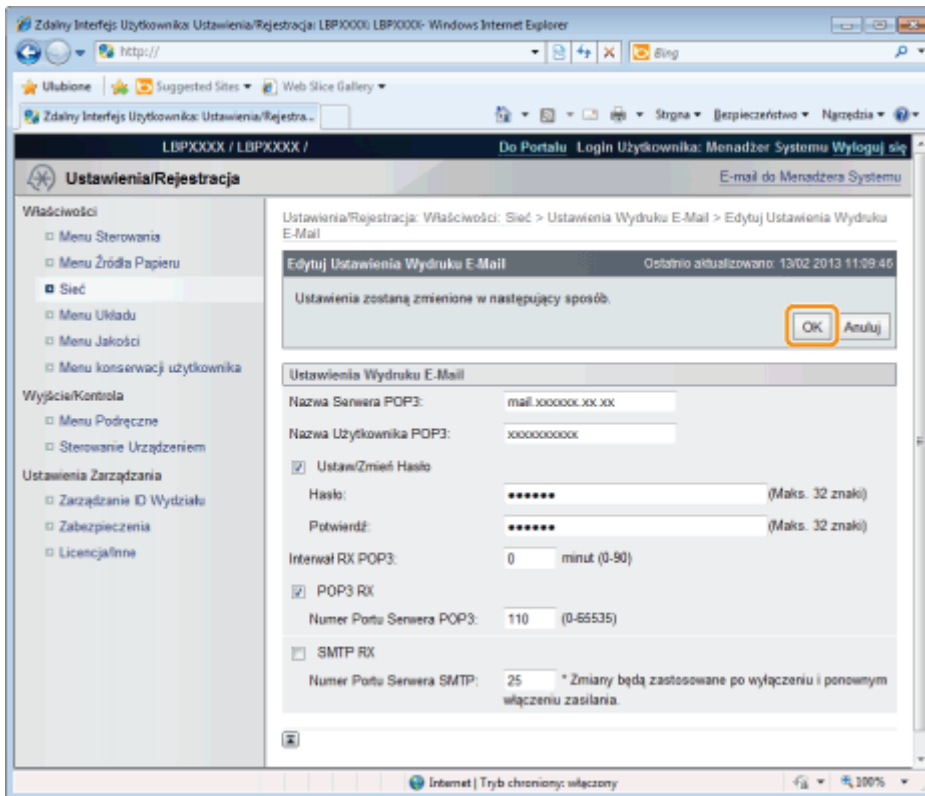 Zdalny Interfejs Użytkownika: Ustawienia/Rejestracja: LBPXXXX: LBPXXXX- Windows Internet Explorer
http://
Bing
Ulubione Suggested Sites Web Slice Gallery
Zdalny Interfejs Użytkownika: Ustawienia/Rejestra...
Strona Bezpieczeństwo Narzędzia
LBPXXXX / LBPXXXX /
Do Portalu Login Użytkownika: Menadżer Systemu Wyloguj się
Ustawienia/Rejestracja
E-mail do Menadżera Systemu
Właściwości
Menu Sterowania
Menu Źródła Papieru
Sieć
Menu Układu
Menu Jakości
Menu konserwacji użytkownika
Wyjście/Kontrola
Menu Podręczne
Sterowanie Urządzeniem
Ustawienia Zarządzania
Zarządzanie ID Wydziału
Zabezpieczenia
Licencja/Inne
Ustawienia/Rejestracja: Właściwości: Sieć > Ustawienia Wydruku E-Mail > Edytuj Ustawienia Wydruku
E-Mail
Edytuj Ustawienia Wydruku E-Mail
Ostatnio aktualizowano: 13/02 2013 11:09:46
Ustawienia zostaną zmienione w następujący sposób.
OK Anuluj
Ustawienia Wydruku E-Mail
Nazwa Serwera POP3: mail.xxxxxx.xx.xx
Nazwa Użytkownika POP3: xxxxxxxxxx
Ustaw/Zmień Hasło
Hasło: •••••• (Maks. 32 znaki)
Potwierdź: •••••• (Maks. 32 znaki)
Interwał RX POP3: 0 minut (0-90)
POP3 RX
Numer Portu Serwera POP3: 110 (0-65535)
SMTP RX
Numer Portu Serwera SMTP: 25 * Zmiany będą zastosowane po wyłączeniu i ponownym
włączeniu zasilania.
Internet | Tryb chroniony: włączony
100%